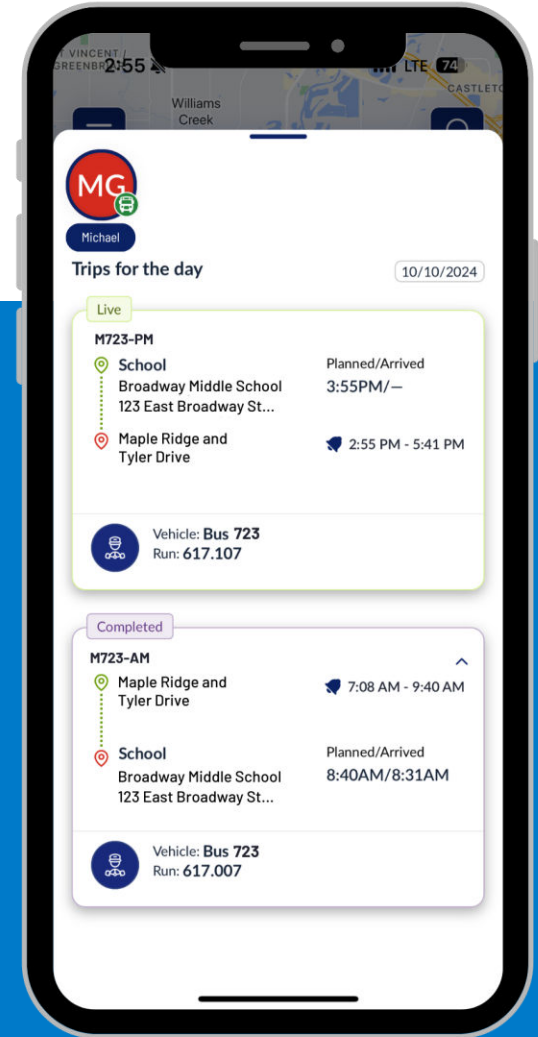 T VINCENT /
GREENBR
2:55
LTE 74
CASTLETO
Williams
Creek
MG
Michael
Trips for the day
10/10/2024
Live
M723-PM
School
Planned/Arrived
Broadway Middle School
3:55PM/—
123 East Broadway St...
Maple Ridge and
2:55 PM - 5:41 PM
Tyler Drive
Vehicle: Bus 723
Run: 617.107
Completed
M723-AM
Maple Ridge and
7:08 AM - 9:40 AM
Tyler Drive
School
Planned/Arrived
Broadway Middle School
8:40AM/8:31AM
123 East Broadway St...
Vehicle: Bus 723
Run: 617.007